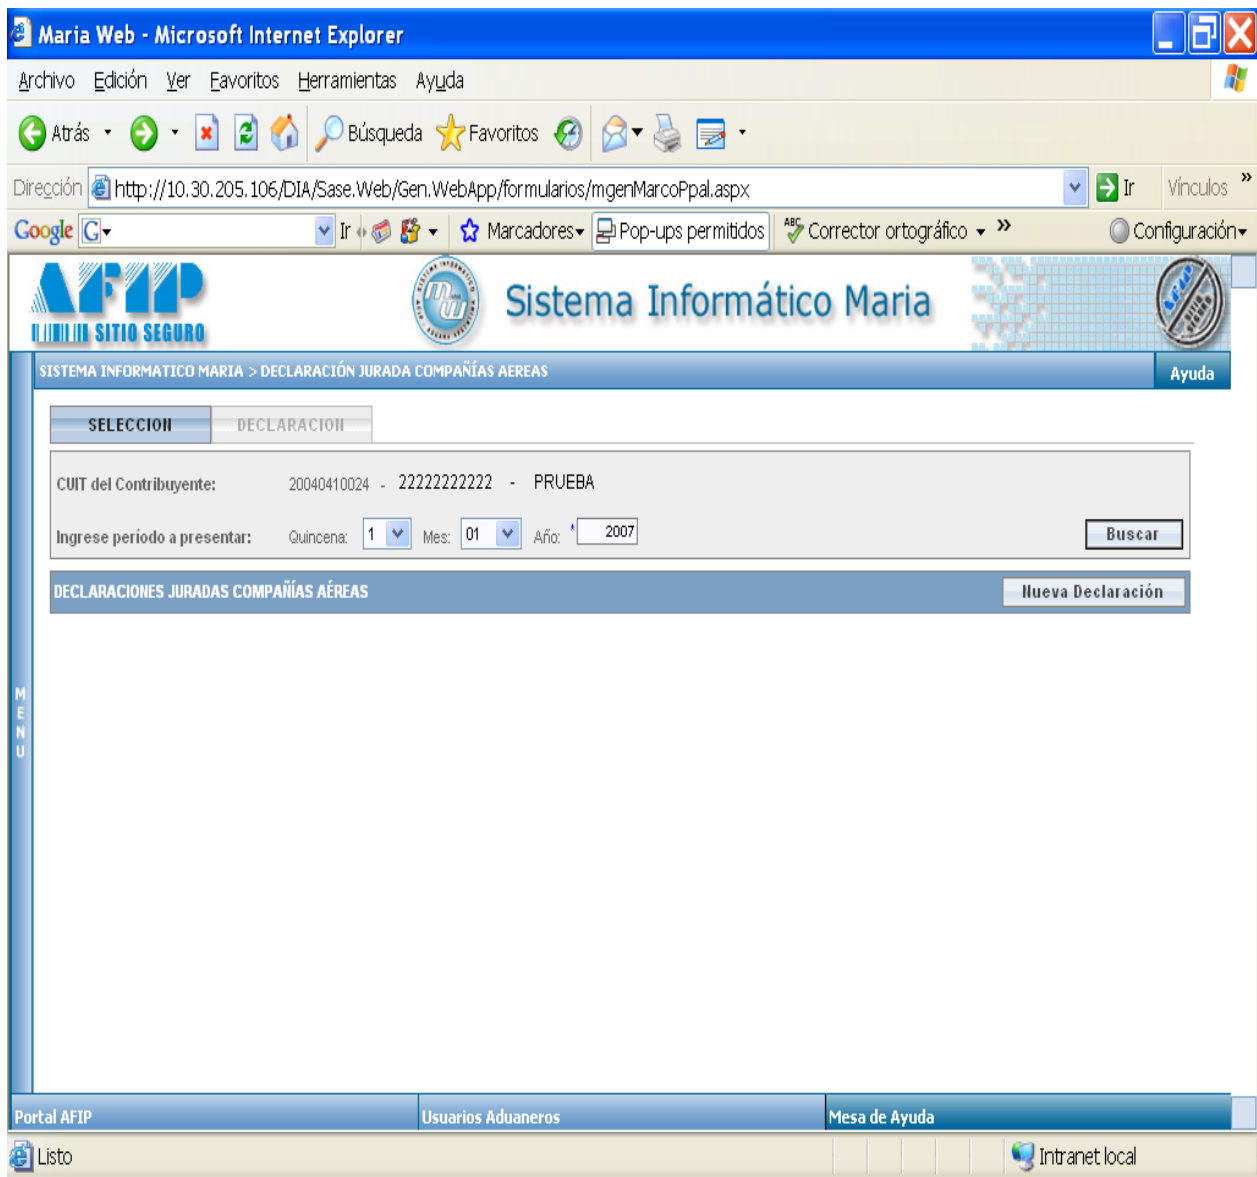 Maria Web - Microsoft Internet Explorer
Archivo Edición Ver Favoritos Herramientas Ayuda
Atrás Búsqueda Favoritos
Dirección http://10.30.205.106/DIA/Sase.Web/Gen.WebApp/formularios/mgenMarcoPpal.aspx Ir Vínculos »
Google G Ir Marcadores Pop-ups permitidos ABC Corrector ortográfico » Configuración
AFIP Sistema Informático Maria
SITIO SEGURO
SISTEMA INFORMATICO MARIA > DECLARACIÓN JURADA COMPAÑÍAS AEREAS Ayuda
SELECCION DECLARACION
CUIT del Contribuyente: 20040410024 - 22222222222 - PRUEBA
Ingrese período a presentar: Quincena: 1 Mes: 01 Año: * 2007 Buscar
DECLARACIONES JURADAS COMPAÑÍAS AÉREAS Nueva Declaración
MENU
Portal AFIP Usuarios Aduaneros Mesa de Ayuda
Listo Intranet local